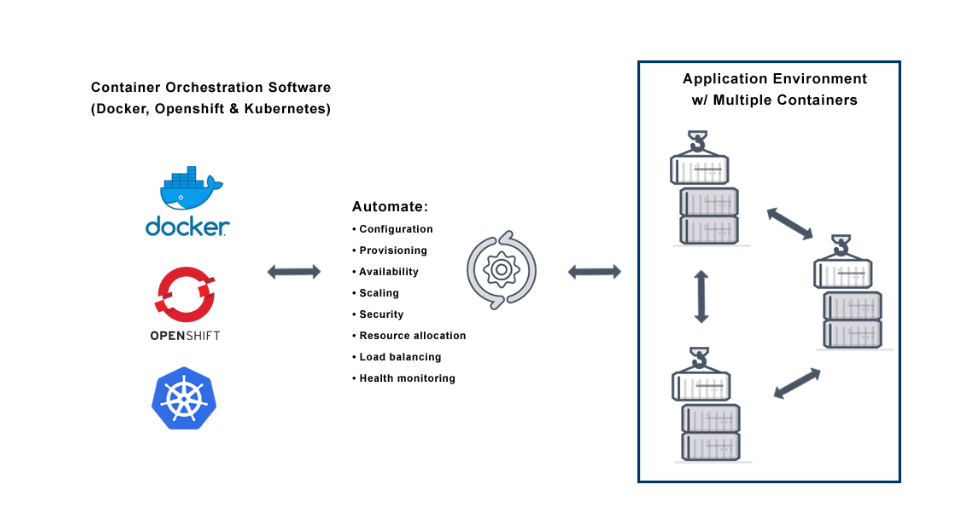 Container Orchestration Software
(Docker, Openshift & Kubernetes)
docker
OPENSHIFT
Automate:
• Configuration
• Provisioning
• Availability
• Scaling
• Security
• Resource allocation
• Load balancing
• Health monitoring
Application Environment
w/ Multiple Containers